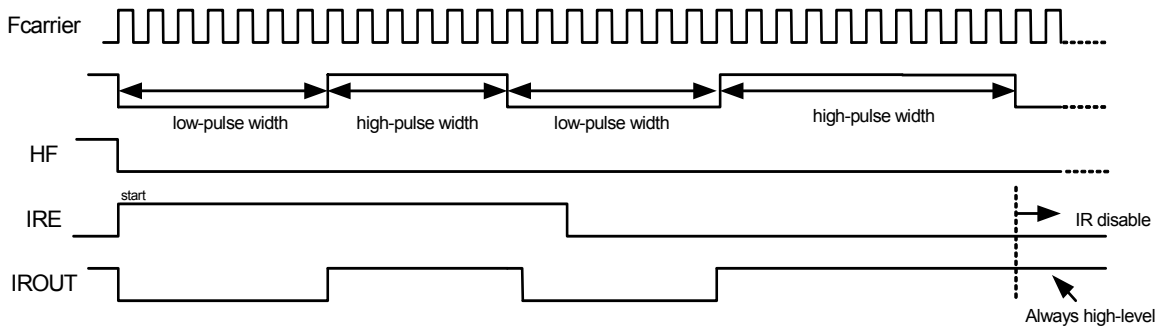 Fcarrier
low-pulse width
high-pulse width
low-pulse width
high-pulse width
HF
start
IRE
IR disable
IROUT
Always high-level